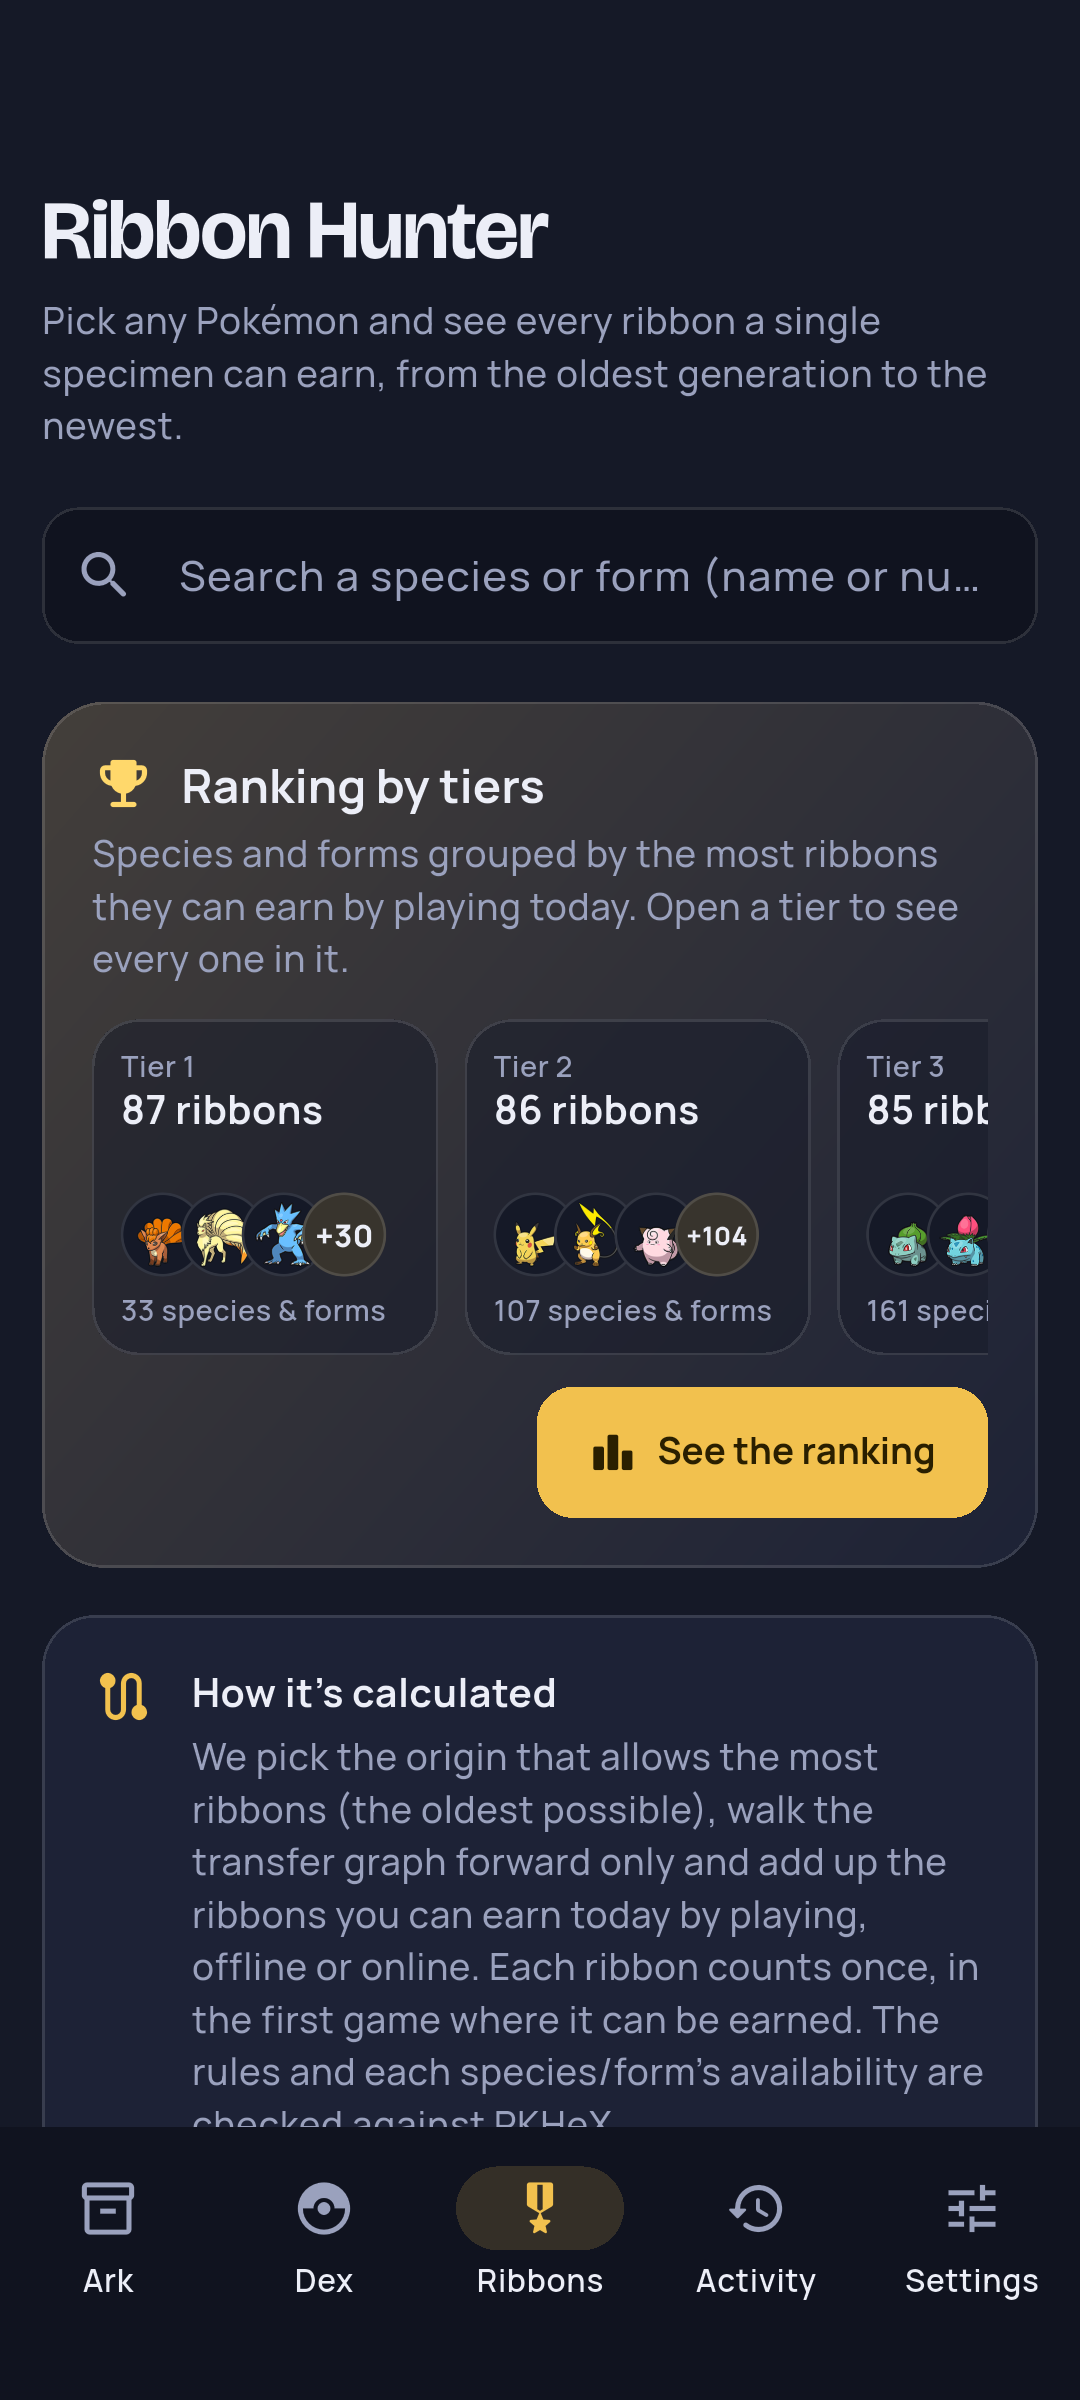 Ribbon Hunter
Pick any Pokémon and see every ribbon a single
specimen can earn, from the oldest generation to the
newest.
Search a species or form (name or nu...
Ranking by tiers
Species and forms grouped by the most ribbons
they can earn by playing today. Open a tier to see
every one in it.
Tier 1
87 ribbons
+30
33 species & forms
Tier 2
86 ribbons
+104
107 species & forms
Tier 3
85 ribb
161 speci
See the ranking
How it's calculated
We pick the origin that allows the most
ribbons (the oldest possible), walk the
transfer graph forward only and add up the
ribbons you can earn today by playing,
offline or online. Each ribbon counts once, in
the first game where it can be earned. The
rules and each species/form's availability are
checked against PKHeX.
Ark
Dex
Ribbons
Activity
Settings